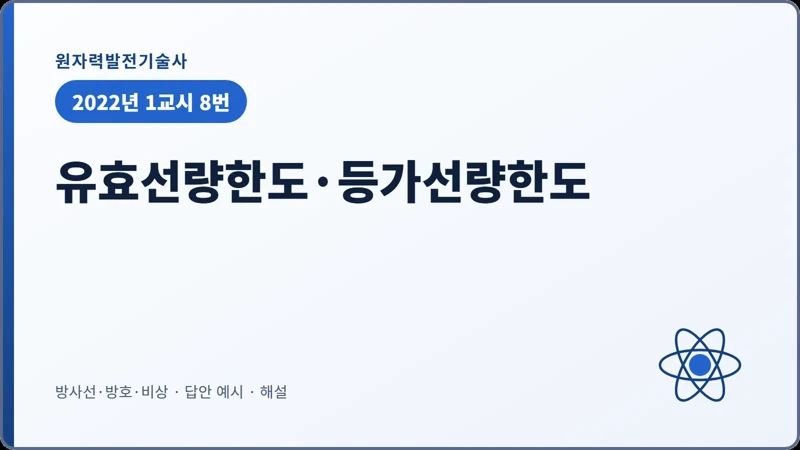 원자력발전기술사
2022년 1교시 8번
유효선량한도·등가선량한도
방사선·방호·비상 · 답안 예시 · 해설